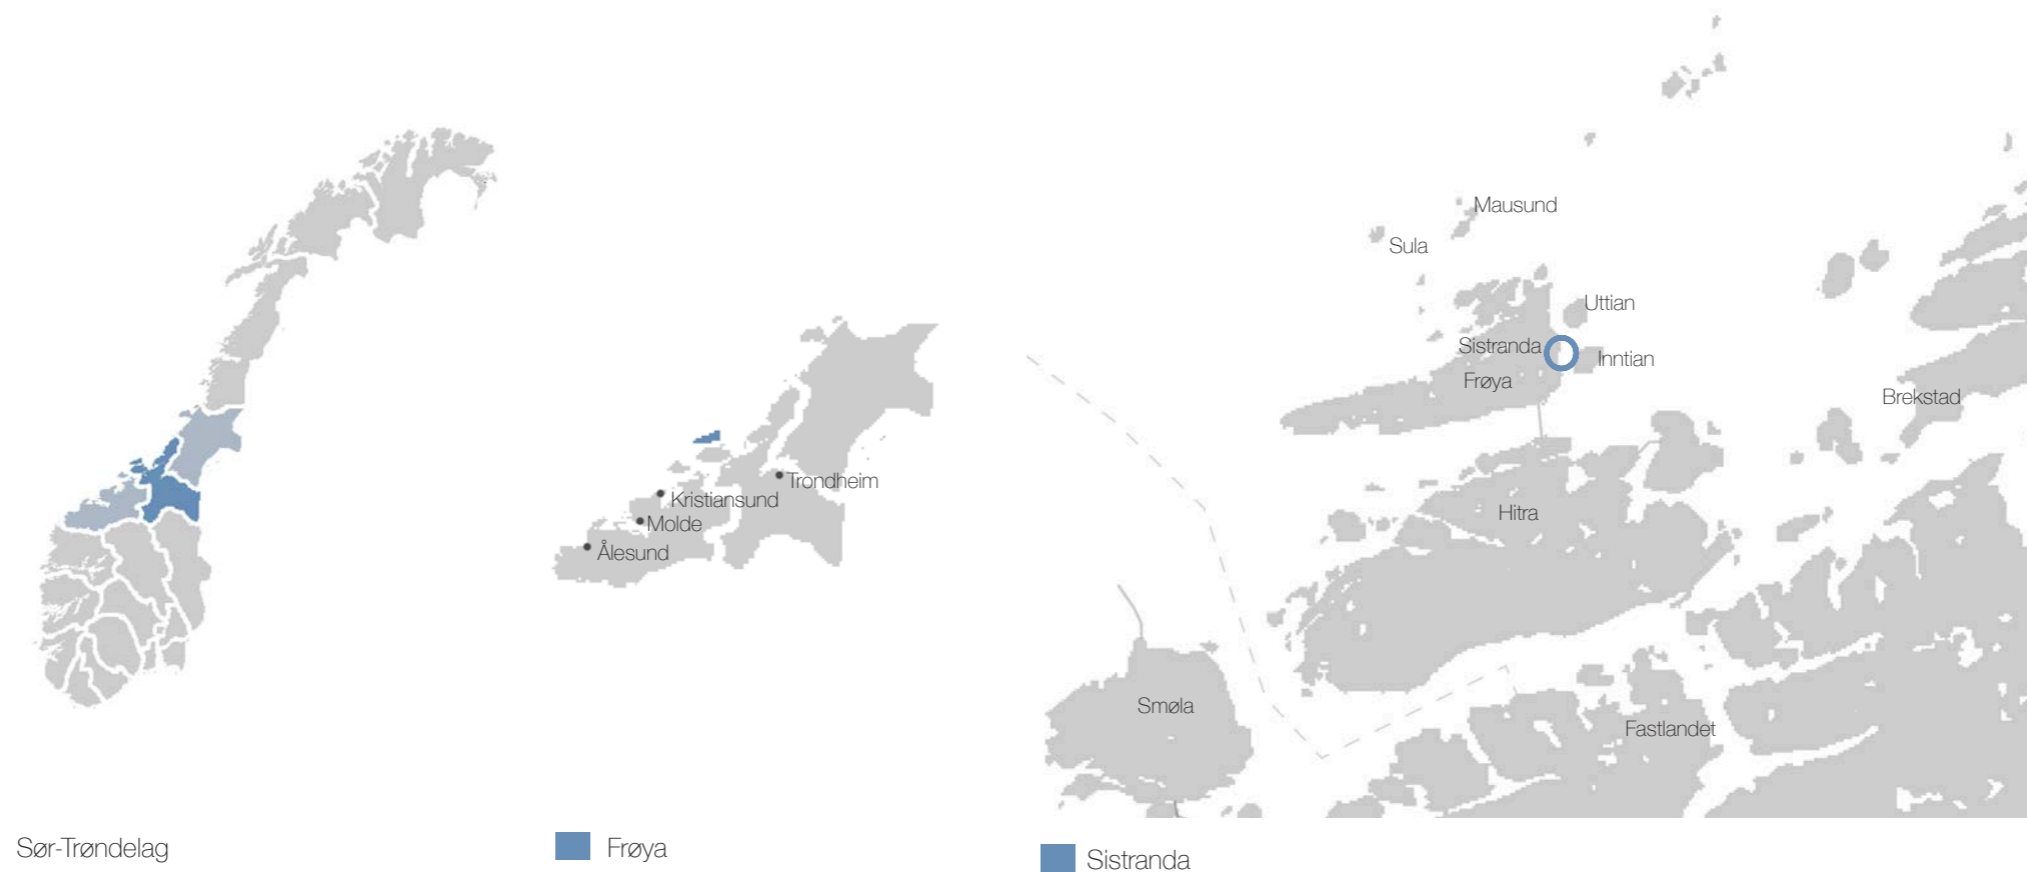 Mausund
Sula
Uttian
Sistranda
Inntian
Frøya
Brekstad
Trondheim
Kristiansund
Molde
Hitra
Ålesund
Smøla
Fastlandet
Sør-Trøndelag
Frøya
Sistranda